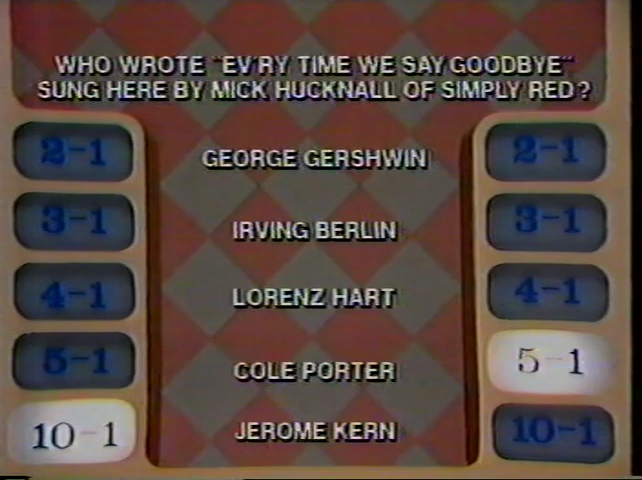 WHO WROTE "EV'RY TIME WE SAY GOODBYE"
SUNG HERE BY MICK HUCKNALL OF SIMPLY RED?
2-1 GEORGE GERSHWIN 2-1
3-1 IRVING BERLIN 3-1
4-1 LORENZ HART 4-1
5-1 COLE PORTER 5-1
10-1 JEROME KERN 10-1